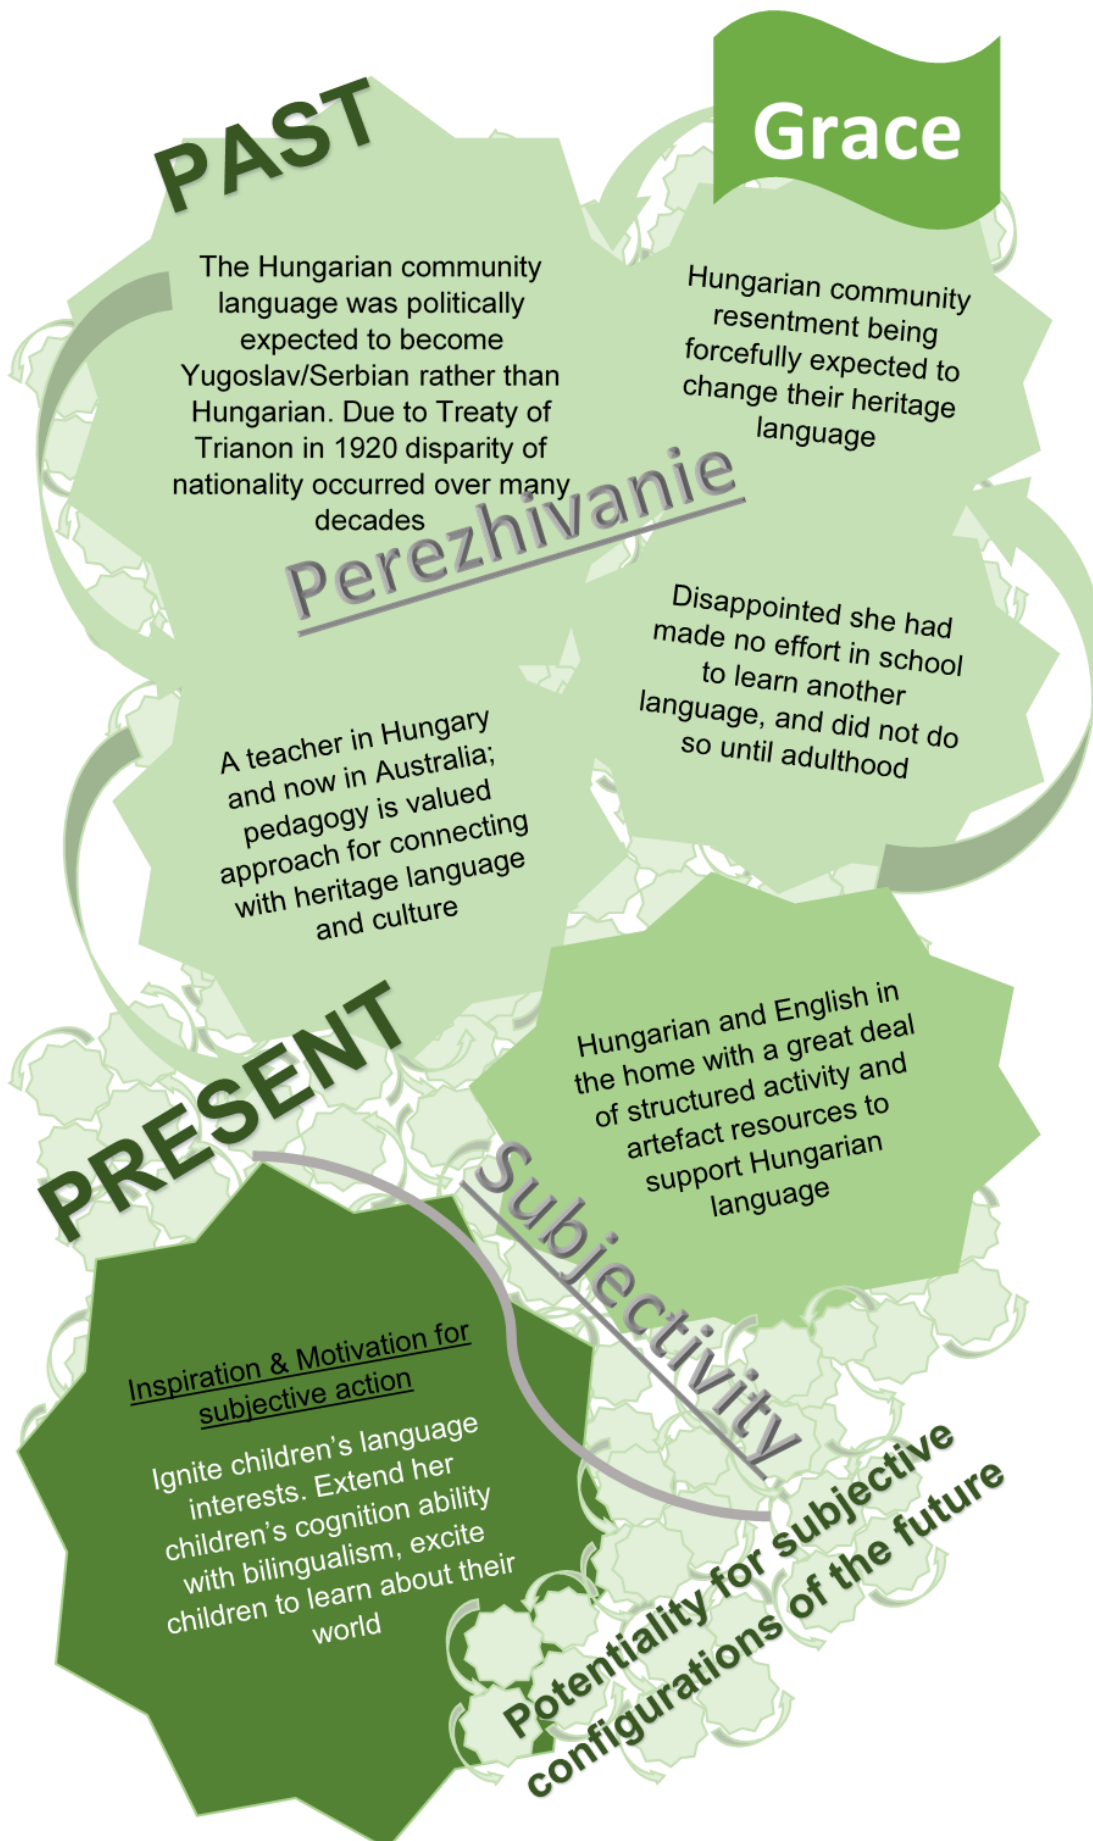 Grace
PAST
The Hungarian community
language was politically
expected to become
Yugoslav/Serbian rather than
Hungarian. Due to Treaty of
Trianon in 1920 disparity of
nationality occurred over many
decades
Hungarian community
resentment being
forcefully expected to
change their heritage
language
Perezhivanie
Disappointed she had
made no effort in school
to learn another
language, and did not do
so until adulthood
A teacher in Hungary
and now in Australia;
pedagogy is valued
approach for connecting
with heritage language
and culture
PRESENT
Hungarian and English in
the home with a great deal
of structured activity and
artefact resources to
support Hungarian
language
Subjectivity
Inspiration & Motivation for
subjective action
Ignite children’s language
interests. Extend her
children’s cognition ability
with bilingualism, excite
children to learn about their
world
Potentiality for subjective
configurations of the future